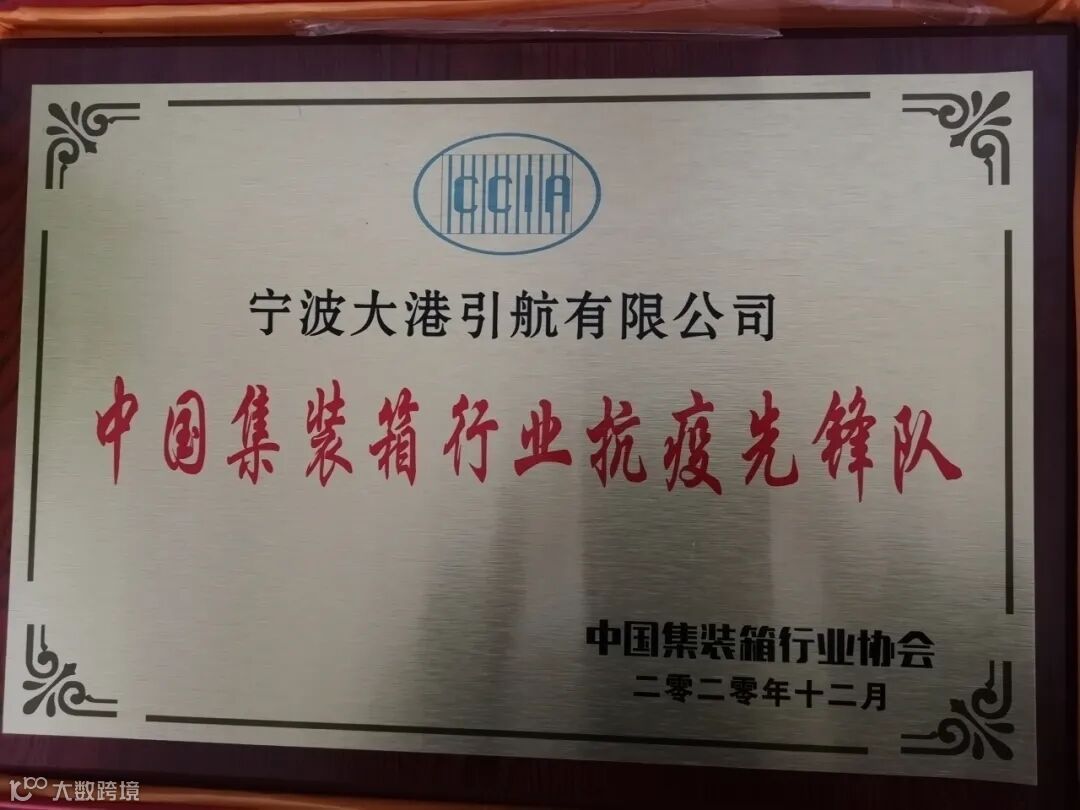 CCIA
宁波大港引航有限公司
中国集装箱行业抗疫先锋队
中国集装箱行业协会
二零二零年十二月
大数跨境